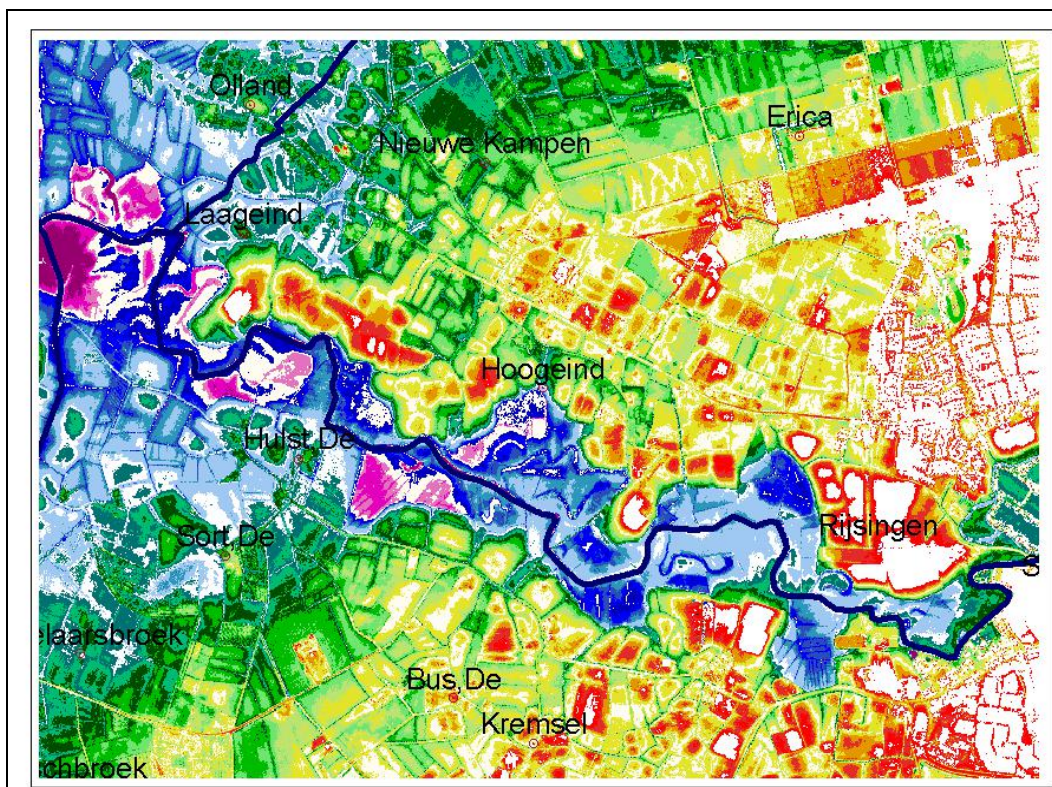 Olland
Erica
Nieuwe Kampen
Laageind
Hoogeind
Hulst,De
Rijsingen
Sort,De
S
elaarsbroek
Bus,De
Kremsel
chbroek